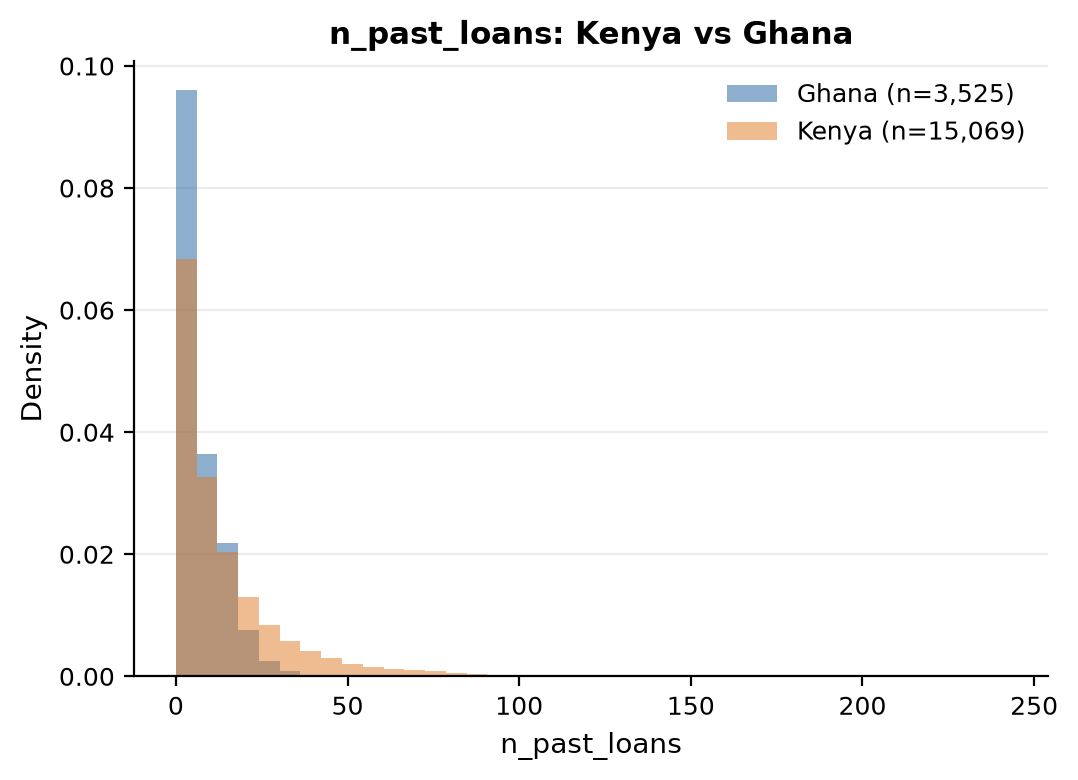 n_past_loans: Kenya vs Ghana
Ghana (n=3,525)
Kenya (n=15,069)
Density
0.10
0.08
0.06
0.04
0.02
0.00
0 50 100 150 200 250
n_past_loans